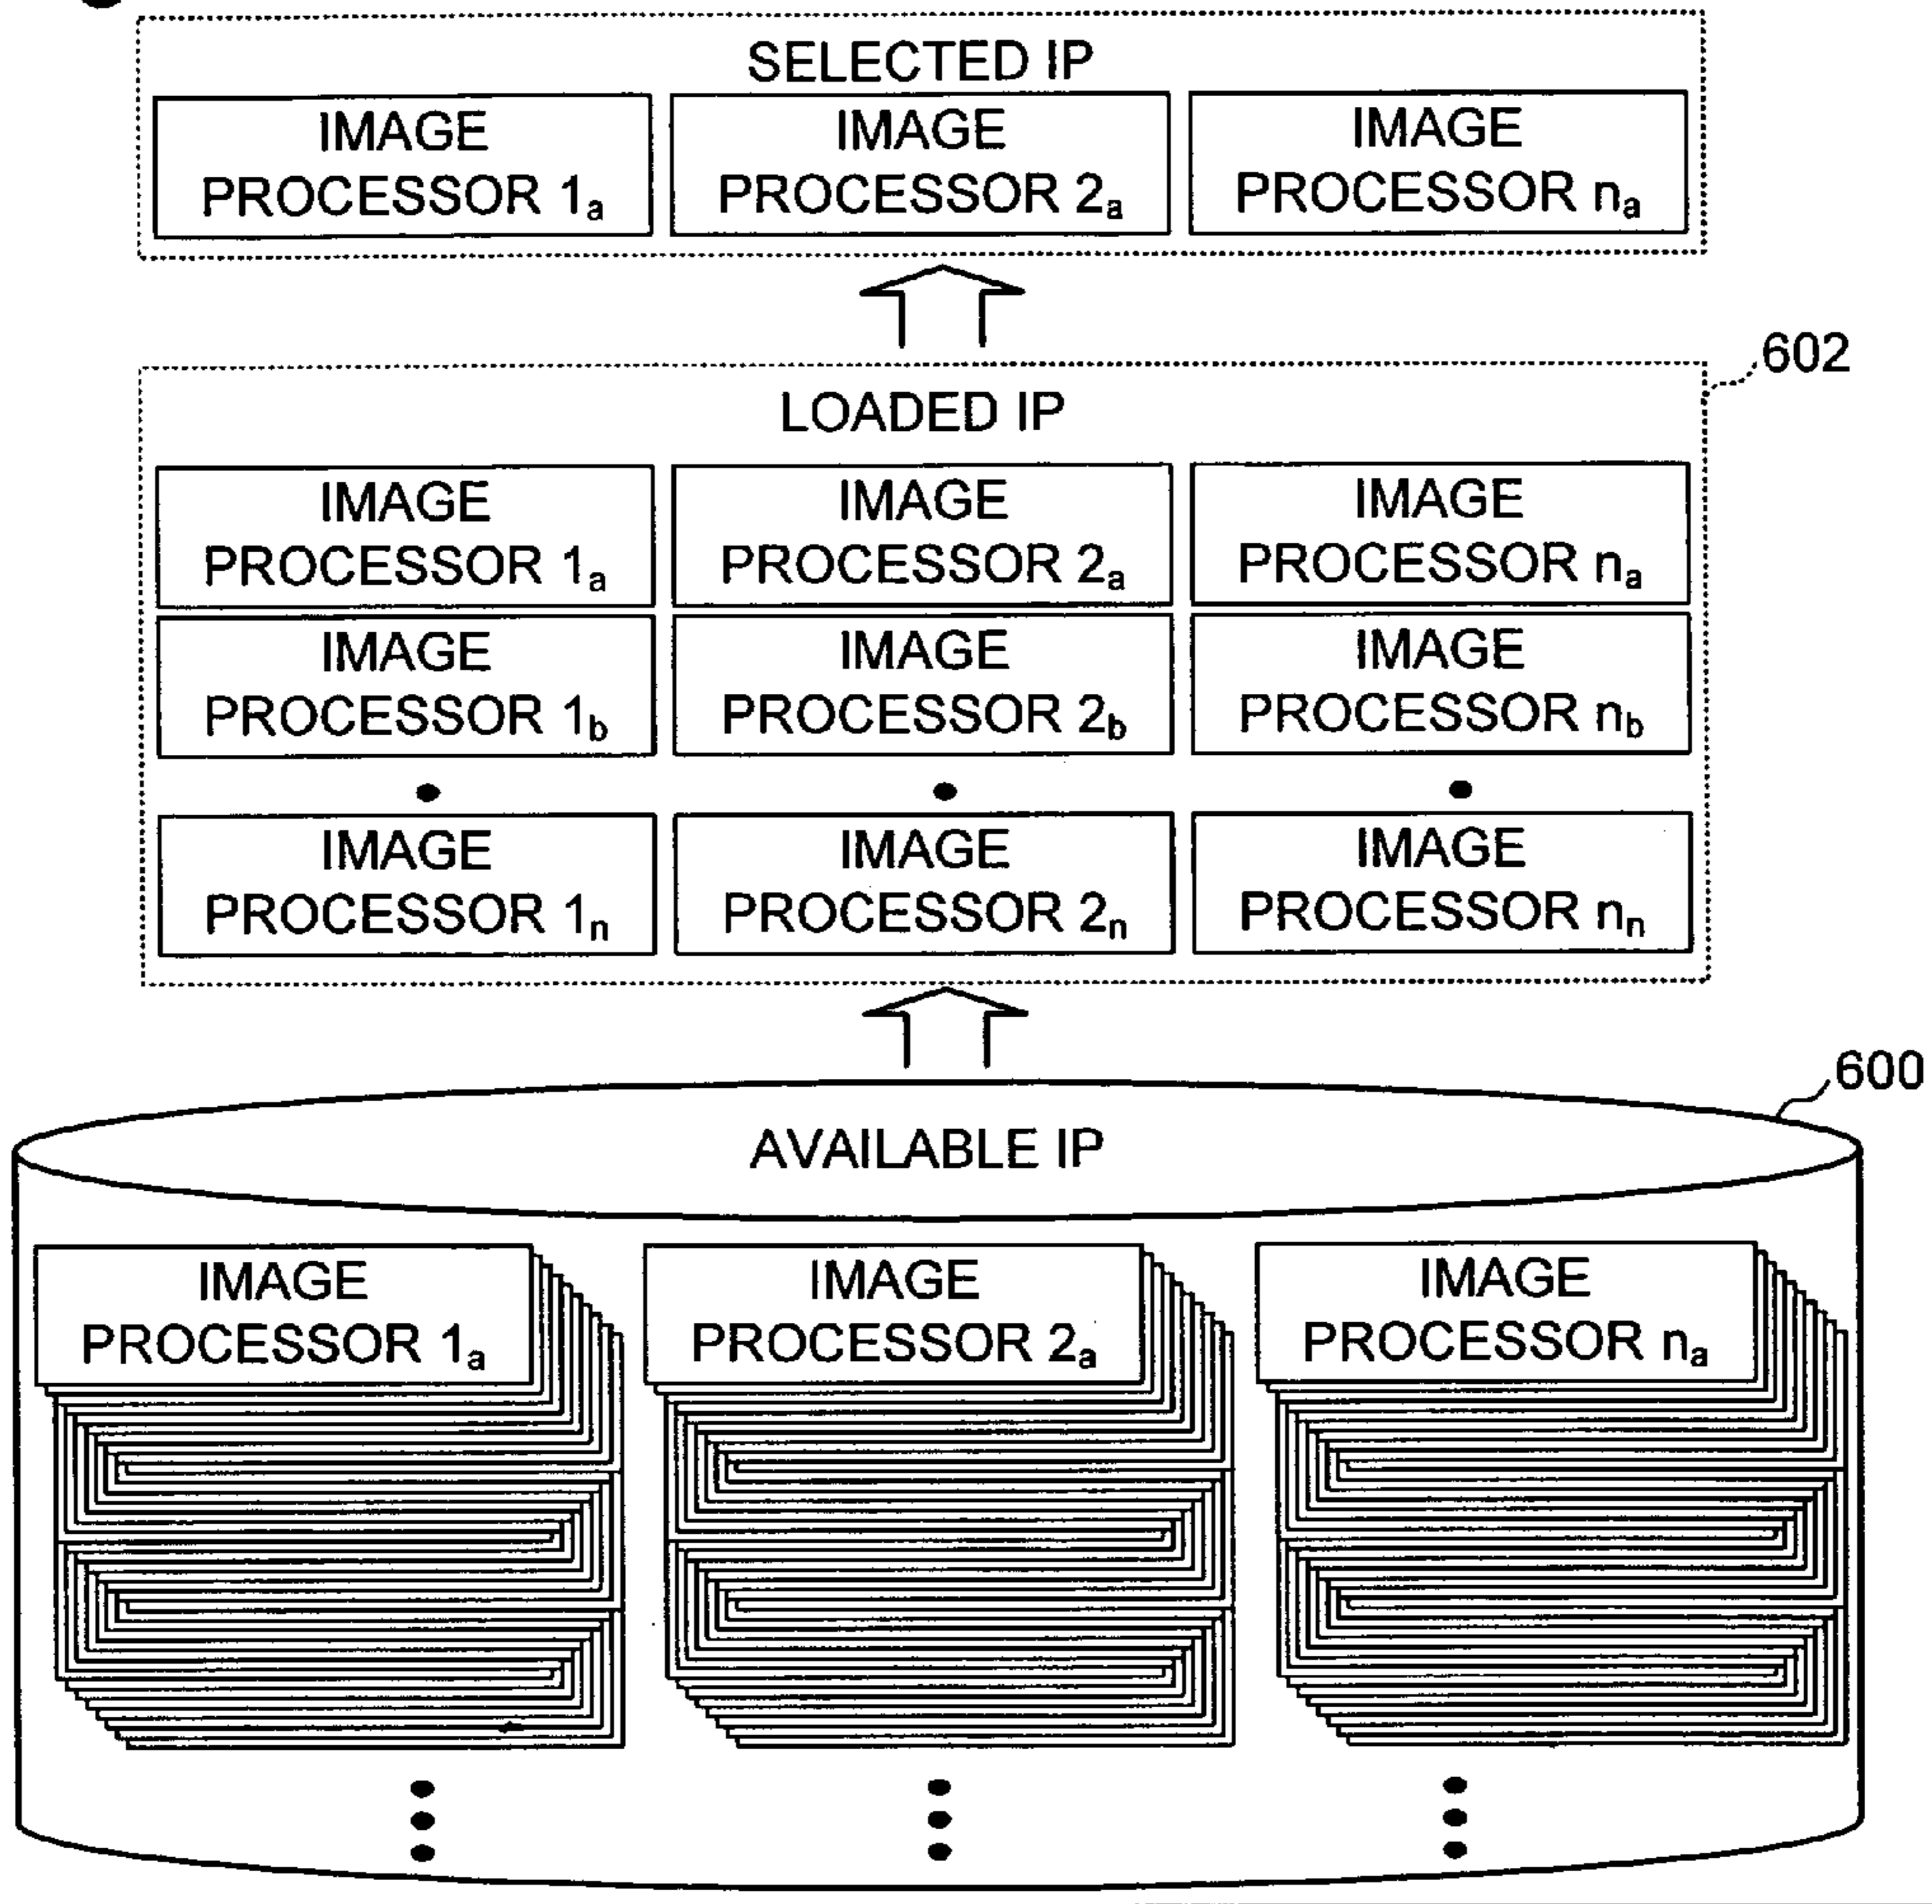 SELECTED IP
IMAGE PROCESSOR 1a
IMAGE PROCESSOR 2a
IMAGE PROCESSOR na
602
LOADED IP
IMAGE PROCESSOR 1a
IMAGE PROCESSOR 2a
IMAGE PROCESSOR na
IMAGE PROCESSOR 1b
IMAGE PROCESSOR 2b
IMAGE PROCESSOR nb
IMAGE PROCESSOR 1n
IMAGE PROCESSOR 2n
IMAGE PROCESSOR nn
600
AVAILABLE IP
IMAGE PROCESSOR 1a
IMAGE PROCESSOR 2a
IMAGE PROCESSOR na